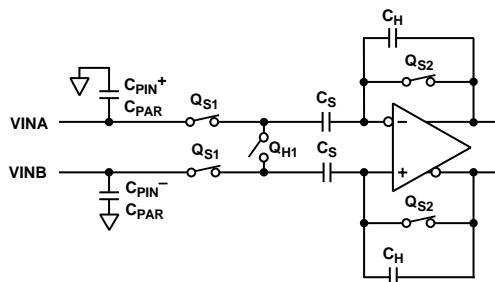 CH
CPIN+
CPAR
QS1
QS2
CS
VINA
−
QH1
QS1
CS
VINB
+
CPIN−
CPAR
QS2
CH